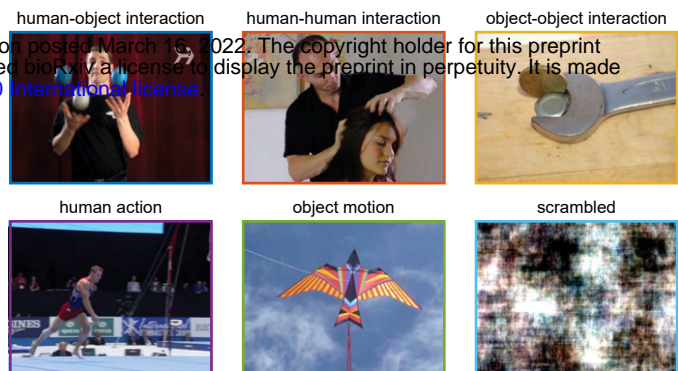 human-object interaction human-human interaction object-object interaction
on posted March 16, 2022. The copyright holder for this preprint
ed bioRxiv a license to display the preprint in perpetuity. It is made
0 International license.
human action object motion scrambled